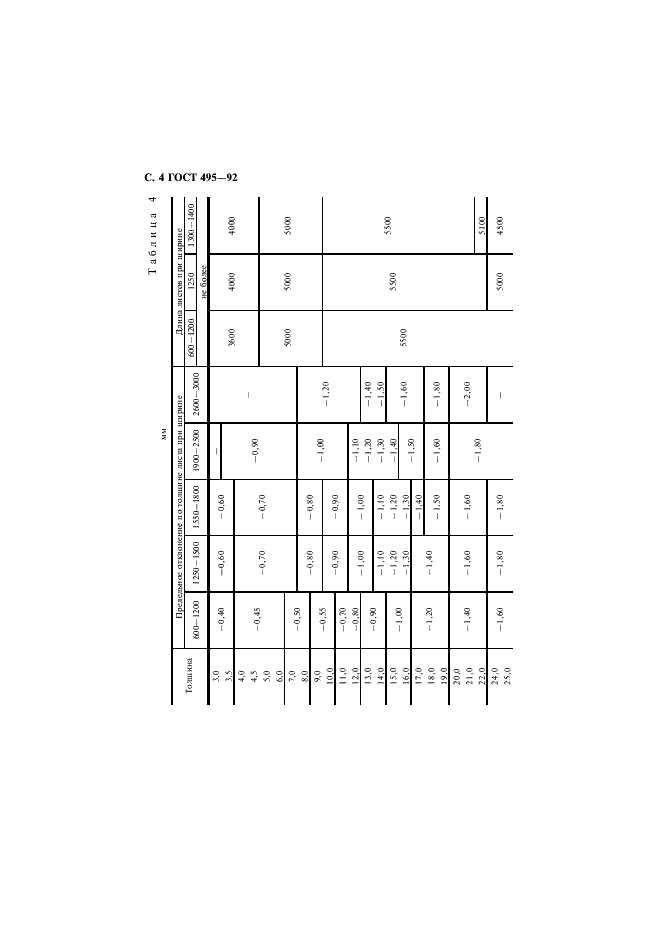 С. 4 ГОСТ 495—92
Таблица 4
мм
Толщина Предельное отклонение по толщине листа при ширине Длина листов при ширине
600—1200 1250—1500 1550—1800 1900—2500 2600—3000 600—1200 1250 1300—1400
не более
3,0 —
3,5 —0,40 —0,60 —0,60 — 3600 4000 4000
4,0
4,5 —0,45 —0,70 —0,70 —0,90
5,0
6,0
7,0 —0,50 5000 5000 5000
8,0 —0,80 —0,80
9,0 —0,55 —1,00 —1,20
10,0 —0,90 —0,90
11,0 —0,70
12,0 —0,80 —1,00 —1,00 —1,10
13,0 —0,90 —1,20 —1,40
14,0 —1,10 —1,10 —1,30 —1,50
15,0 —1,00 —1,20 —1,20 —1,40 5500 5500
16,0 —1,30 —1,30 —1,50 —1,60 5500
17,0 —1,40
18,0 —1,20 —1,40 —1,50 —1,60 —1,80
19,0
20,0
21,0 —1,40 —1,60 —1,60 —1,80 —2,00
22,0 5100
24,0 —1,60 —1,80 —1,80 — 5000 4500
25,0